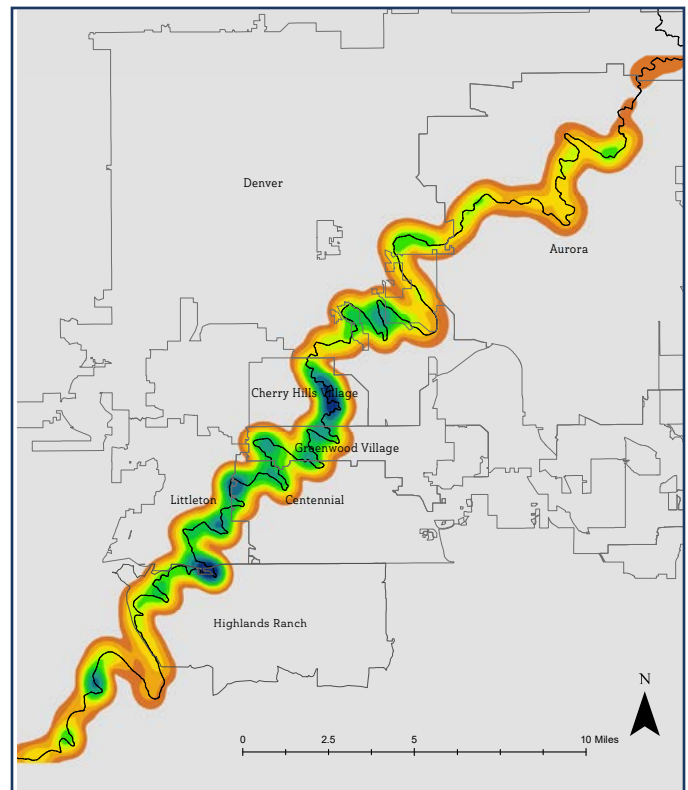 Denver
Aurora
Cherry Hills Village
Greenwood Village
Littleton
Centennial
Highlands Ranch
N
0 2.5 5 10 Miles